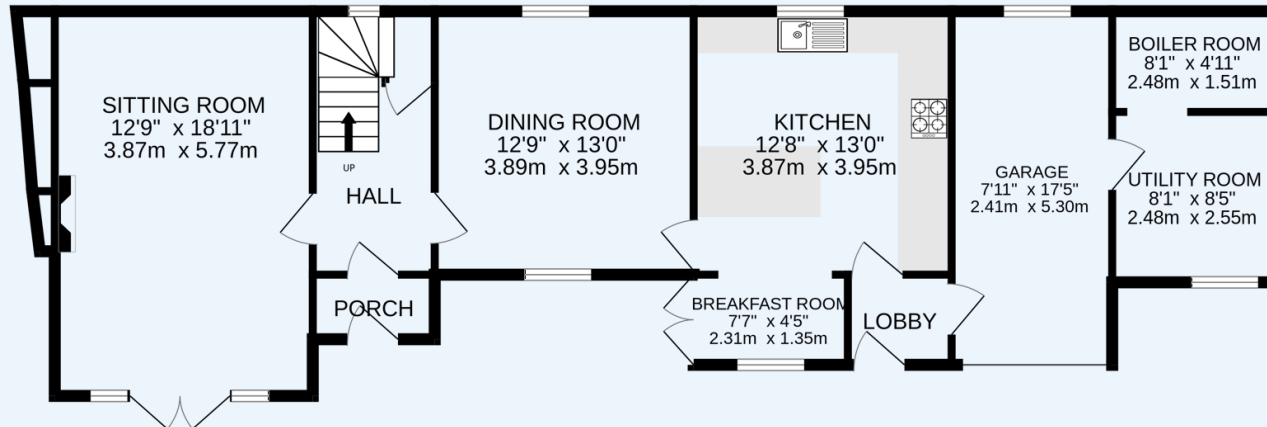 SITTING ROOM
12'9" x 18'11"
3.87m x 5.77m
UP
HALL
PORCH
DINING ROOM
12'9" x 13'0"
3.89m x 3.95m
KITCHEN
12'8" x 13'0"
3.87m x 3.95m
BREAKFAST ROOM
7'7" x 4'5"
2.31m x 1.35m
LOBBY
GARAGE
7'11" x 17'5"
2.41m x 5.30m
BOILER ROOM
8'1" x 4'11"
2.48m x 1.51m
UTILITY ROOM
8'1" x 8'5"
2.48m x 2.55m